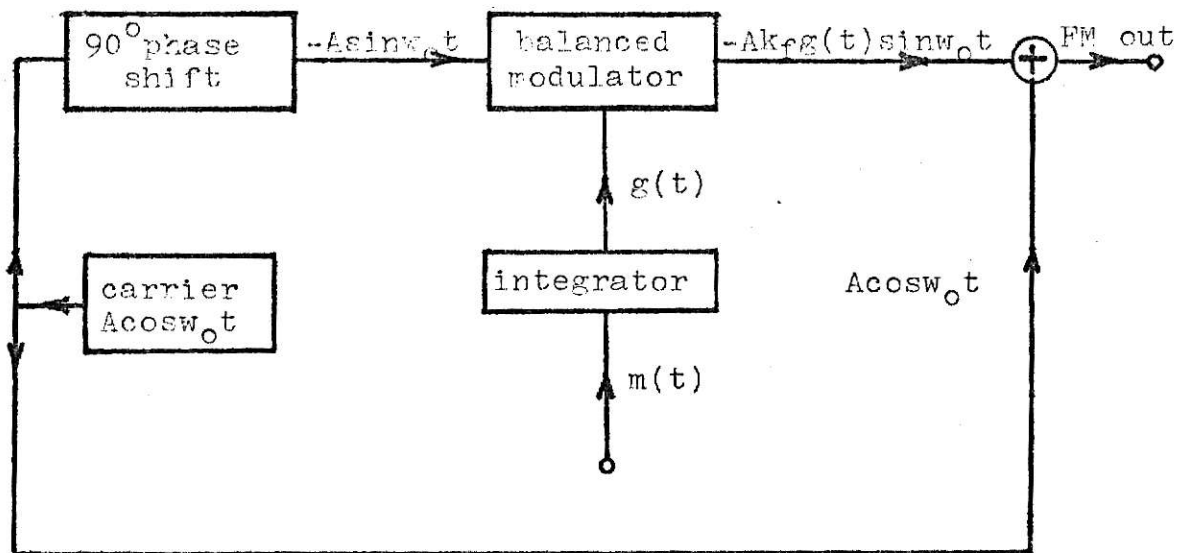 90°phase
shift
-Asinw₀t
balanced
modulator
-Ak_fg(t)sinw₀t
FM out
+
g(t)
carrier
Acosw₀t
integrator
Acosw₀t
m(t)